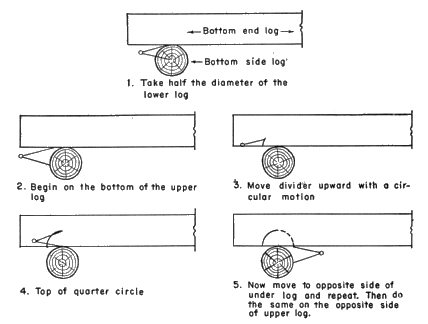 Bottom end log
Bottom side log
1. Take half the diameter of the
lower log
2. Begin on the bottom of the upper
log
3. Move divider upward with a cir-
cular motion
4. Top of quarter circle
5. Now move to opposite side of
under log and repeat. Then do
the same on the opposite side
of upper log.